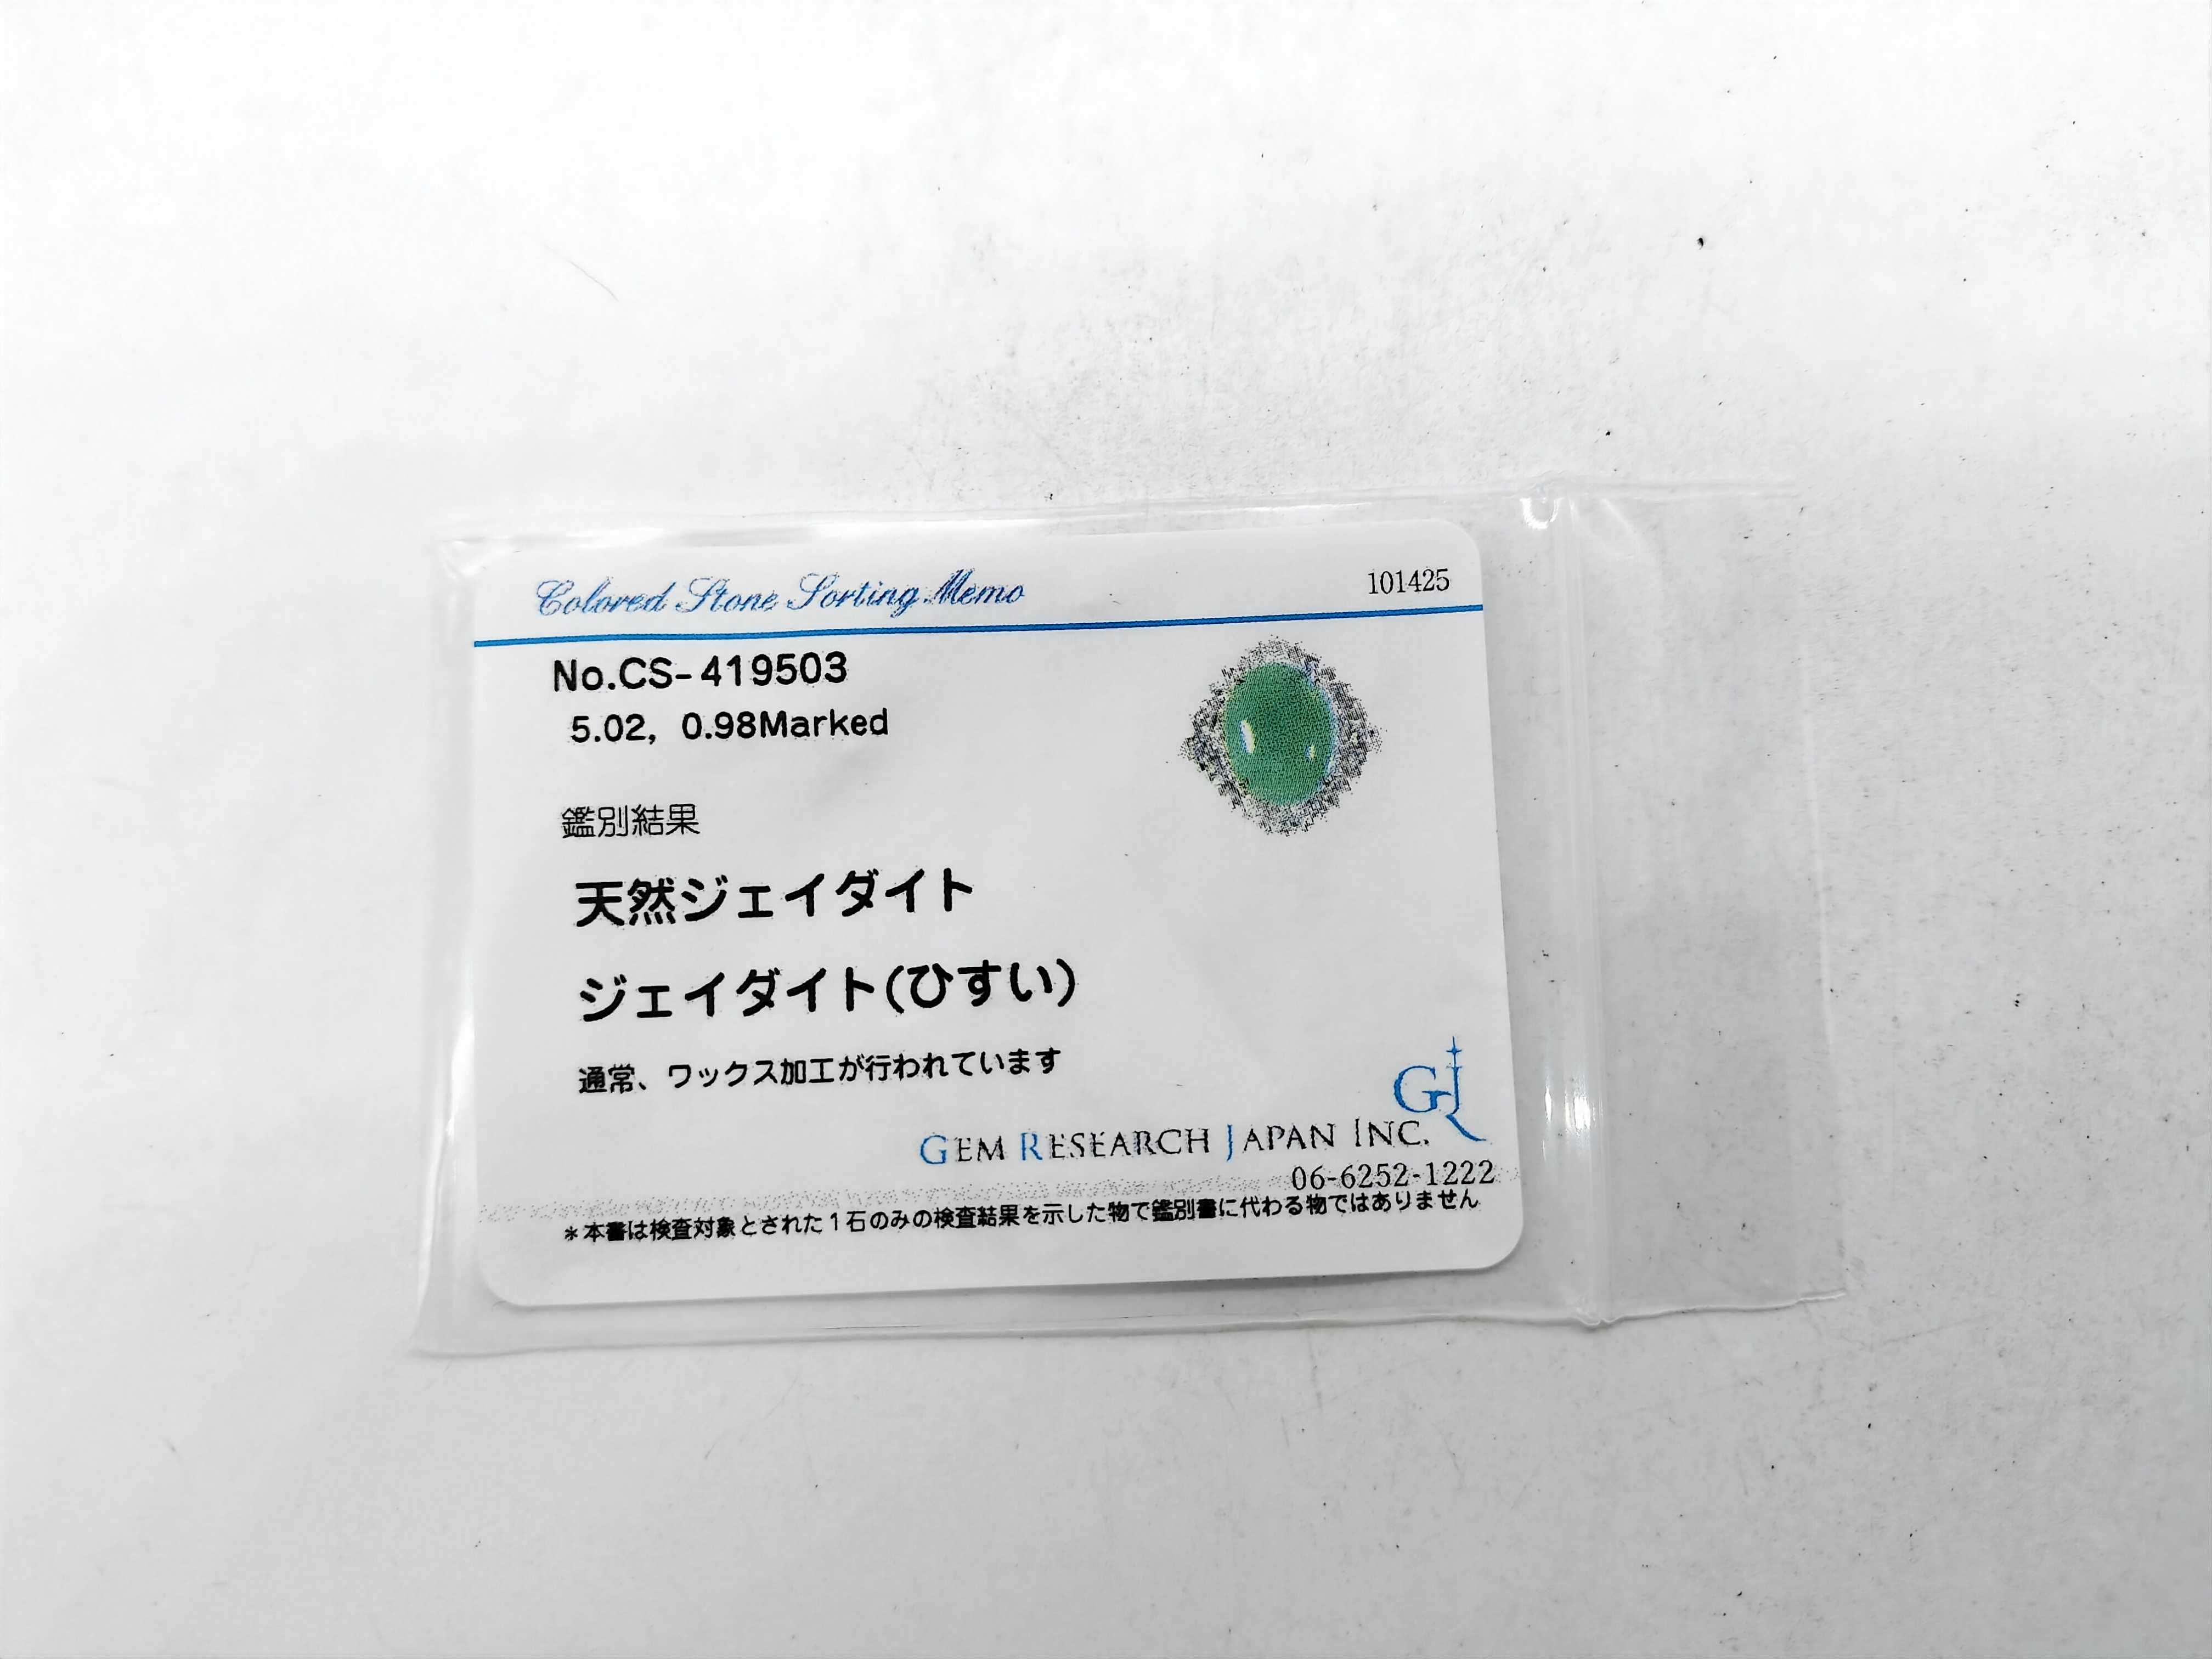 Colored Stone Sorting Memo
101425
No.CS-419503
5.02, 0.98Marked
鑑別結果
天然ジェイダイト
ジェイダイト(ひすい)
通常、ワックス加工が行われています
GRJ
GEM RESEARCH JAPAN INC.
06-6252-1222
*本書は検査対象とされた1石のみの検査結果を示した物で鑑別書に代わる物ではありません